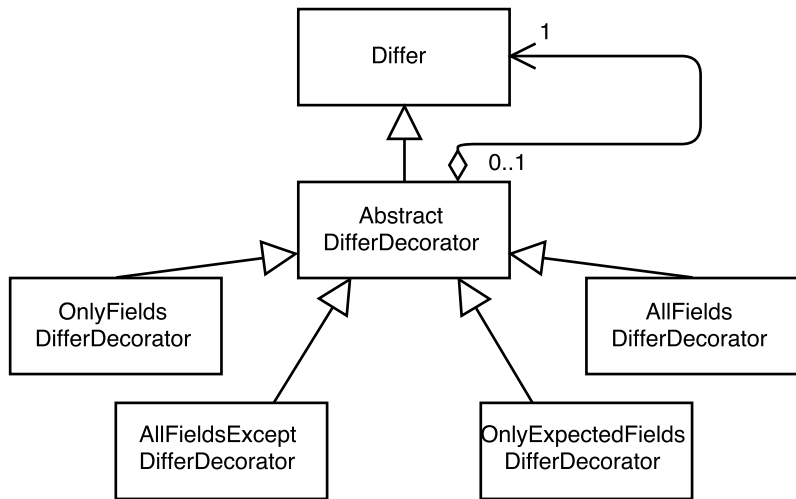 1
Differ
0..1
Abstract
DifferDecorator
OnlyFields
DifferDecorator
AllFields
DifferDecorator
AllFieldsExcept
DifferDecorator
OnlyExpectedFields
DifferDecorator